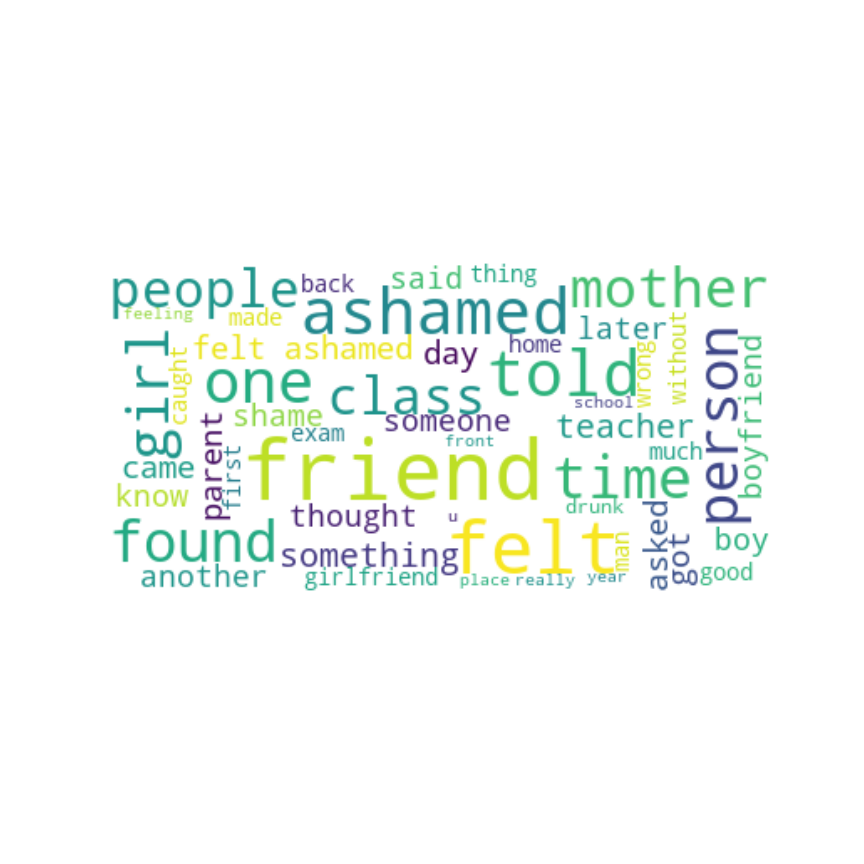 people
back
said
thing
mother
feeling
made
ashamed
later
without
girl
caught
felt ashamed
day
home
told
wrong
person
boyfriend
one
class
school
shame
someone
teacher
parent
first
exam
front
much
came
friend
time
know
thought
u
drunk
found
something
felt
man
asked
got
boy
another
girlfriend
place
really
year
good